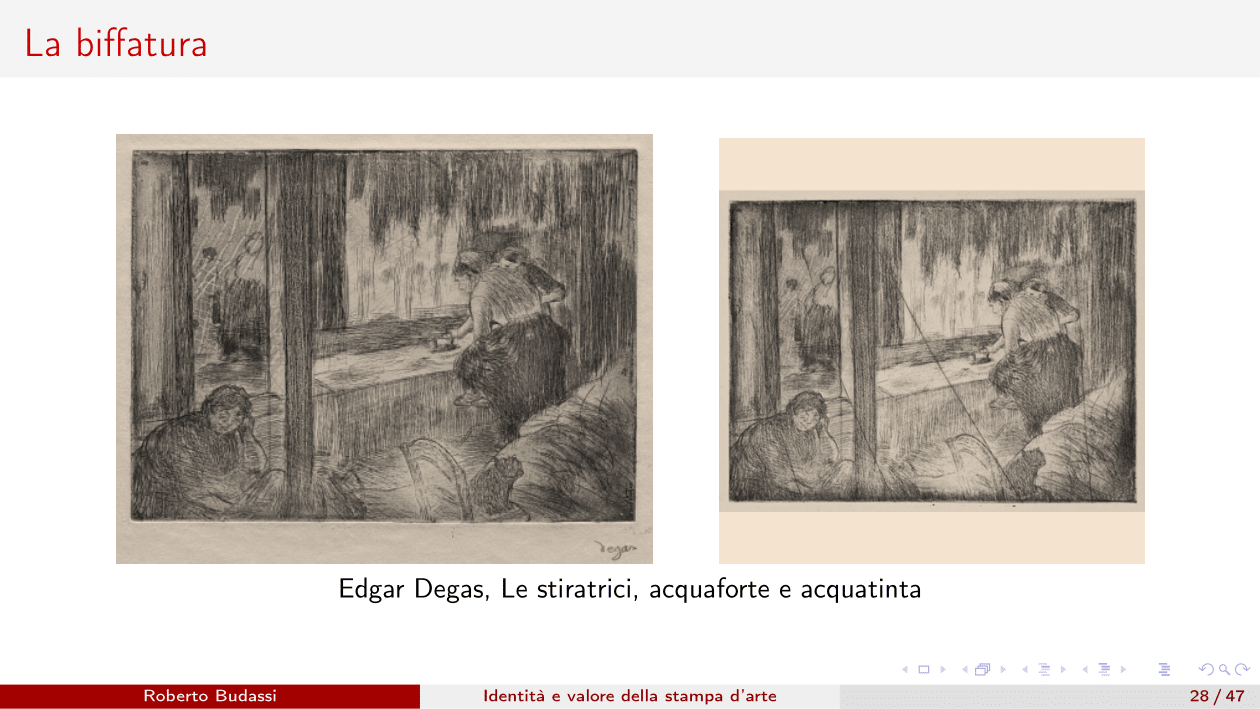 La biffatura
Degas
Edgar Degas, Le stiratrici, acquaforte e acquatinta
Roberto Budassi
Identità e valore della stampa d'arte
28 / 47